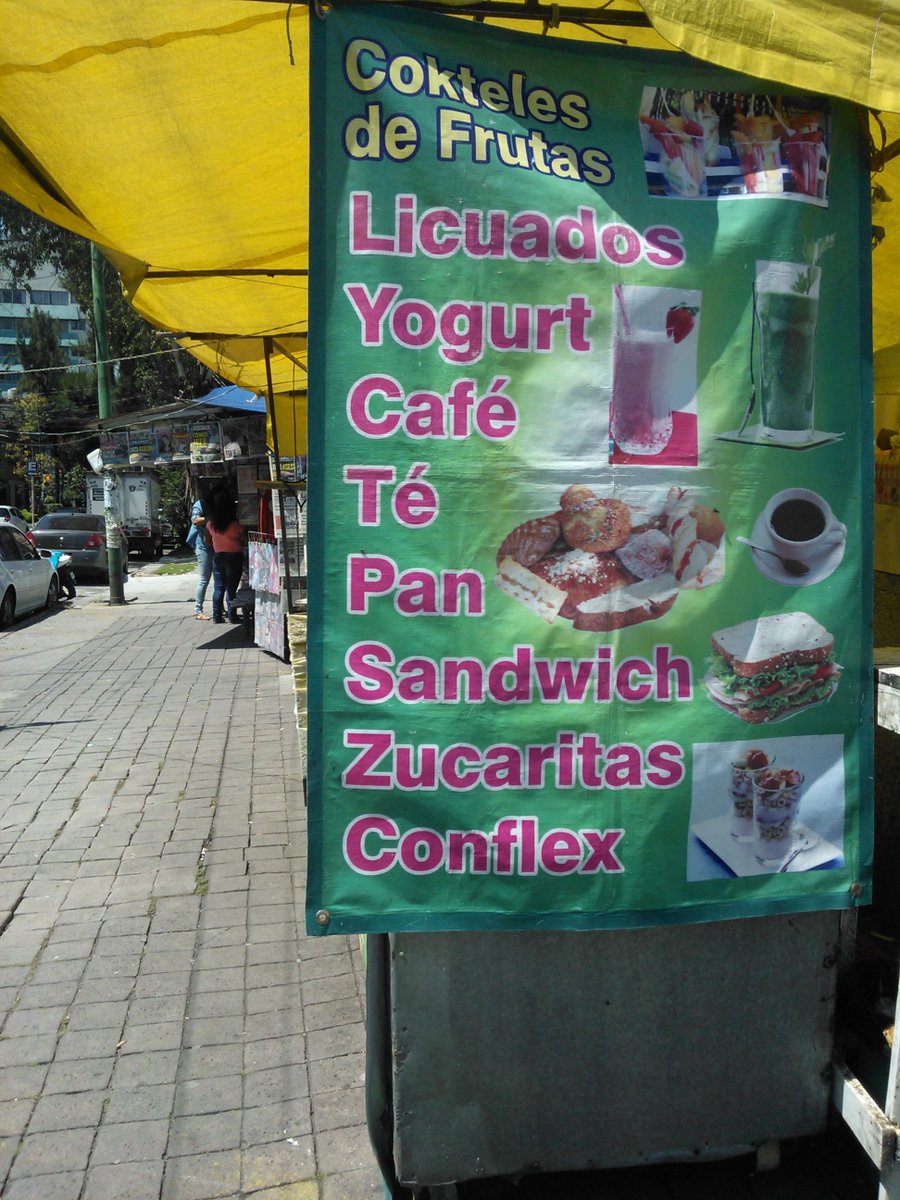 Cokteles
de Frutas
Licuados
Yogurt
Café
Té
Pan
Sandwich
Zucaritas
Conflex
E